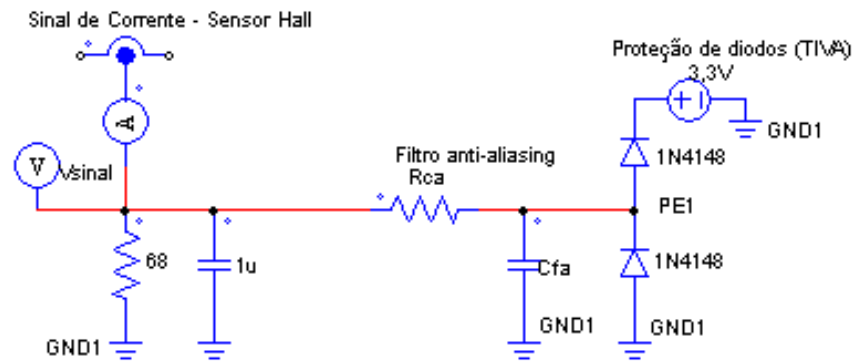 Sinal de Corrente - Sensor Hall
Proteção de diodos (TIVA)
3,3V
GND1
A
V
Vsinal
Filtro anti-aliasing
Rca
1N4148
PE1
68
1u
Cfa
1N4148
GND1
GND1
GND1